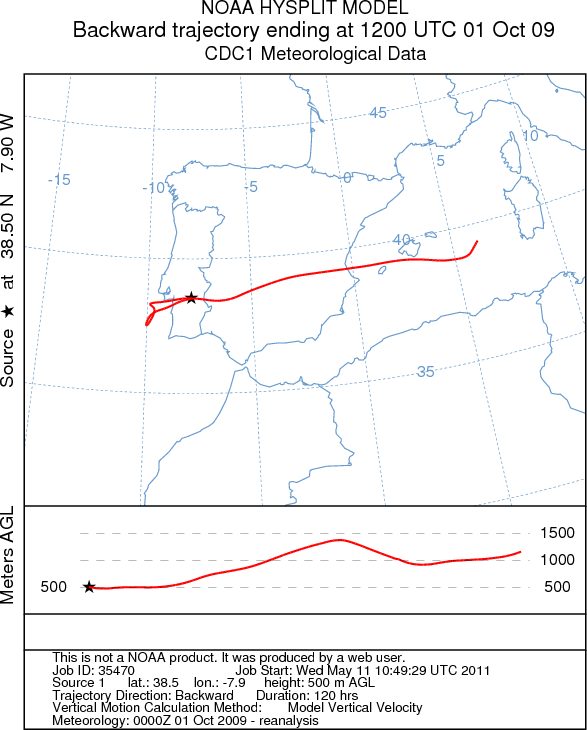 NOAA HYSPLIT MODEL
Backward trajectory ending at 1200 UTC 01 Oct 09
CDC1 Meteorological Data
Source ★ at 38.50 N 7.90 W
45
10
5
-15
-10
-5
0
40
35
Meters AGL
1500
1000
500
500
This is not a NOAA product. It was produced by a web user.
Job ID: 35470 Job Start: Wed May 11 10:49:29 UTC 2011
Source 1 lat.: 38.5 lon.: -7.9 height: 500 m AGL
Trajectory Direction: Backward Duration: 120 hrs
Vertical Motion Calculation Method: Model Vertical Velocity
Meteorology: 0000Z 01 Oct 2009 - reanalysis